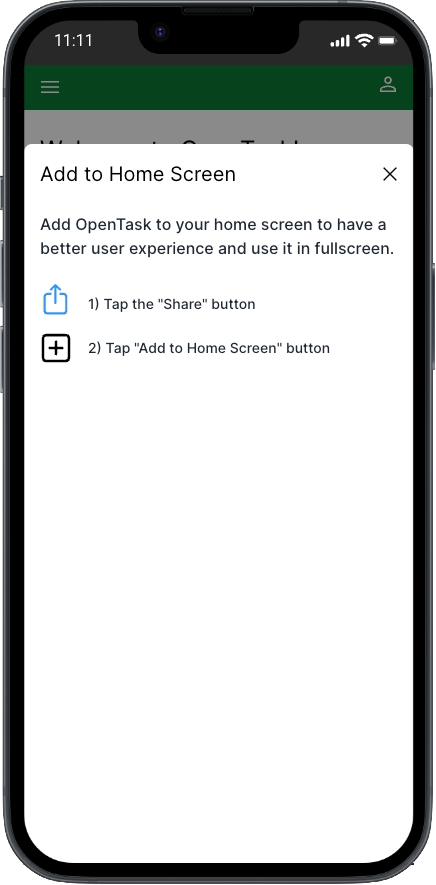 11:11
Add to Home Screen
Add OpenTask to your home screen to have a
better user experience and use it in fullscreen.
1) Tap the "Share" button
2) Tap "Add to Home Screen" button